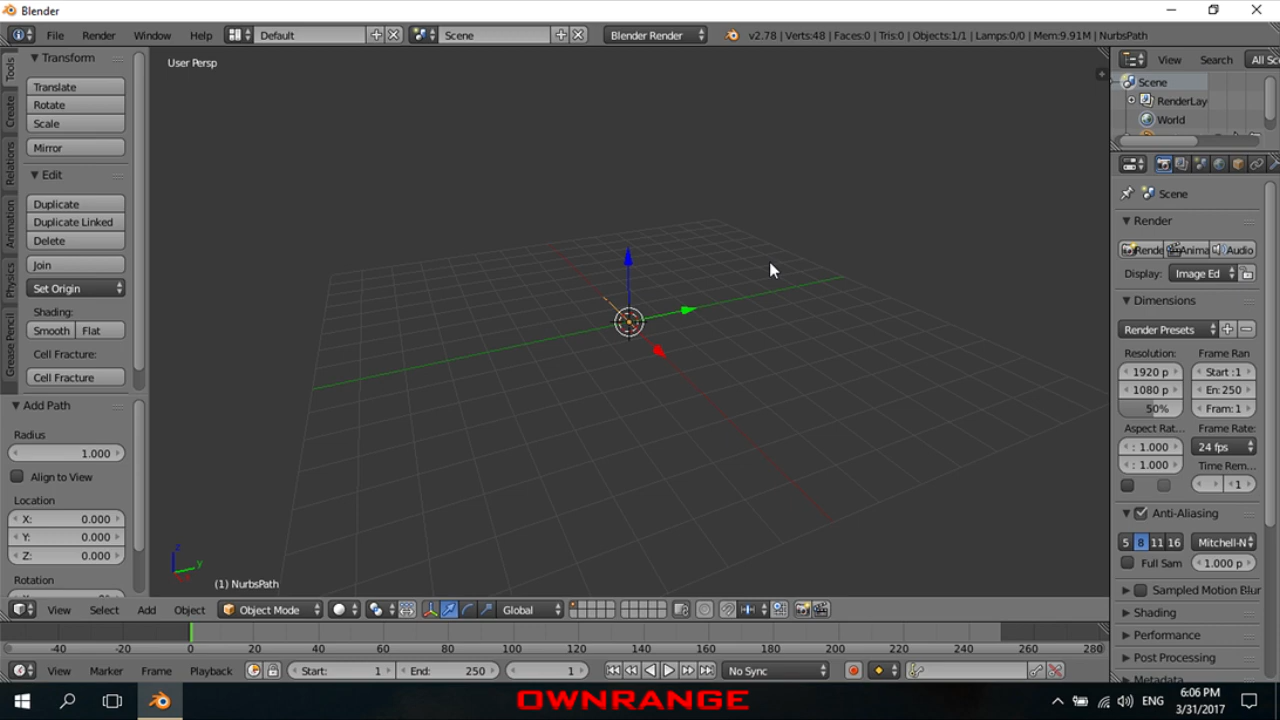 Blender
File Render Window Help Default Scene Blender Render v2.78 | Verts:48 | Faces:0 | Tris:0 | Objects:1/1 | Lamps:0/0 | Mem:9.91M | NurbsPath
Tools
Create
Relations
Animation
Physics
Grease Pencil
Transform
Translate
Rotate
Scale
Mirror
Edit
Duplicate
Duplicate Linked
Delete
Join
Set Origin
Shading:
Smooth Flat
Cell Fracture:
Cell Fracture
Add Path
Radius
1.000
Align to View
Location
X: 0.000
Y: 0.000
Z: 0.000
Rotation
User Persp
z
y
(1) NurbsPath
View Search All Sc
Scene
RenderLay
World
Scene
Render
Rende Anima Audio
Display: Image Ed
Dimensions
Render Presets
Resolution: Frame Ran
1920 p Start :1
1080 p En: 250
50% Fram: 1
Aspect Rat... Frame Rate:
: 1.000 24 fps
: 1.000 Time Rem...
1
Anti-Aliasing
5 8 11 16 Mitchell-N
Full Sam 1.000 p
Sampled Motion Blur
Shading
Performance
Post Processing
Metadata
View Select Add Object Object Mode Global
-40 -20 0 20 40 60 80 100 120 140 160 180 200 220 240 260 280
View Marker Frame Playback Start: 1 End: 250 1 No Sync
OWNRANGE
ENG
6:06 PM
3/31/2017